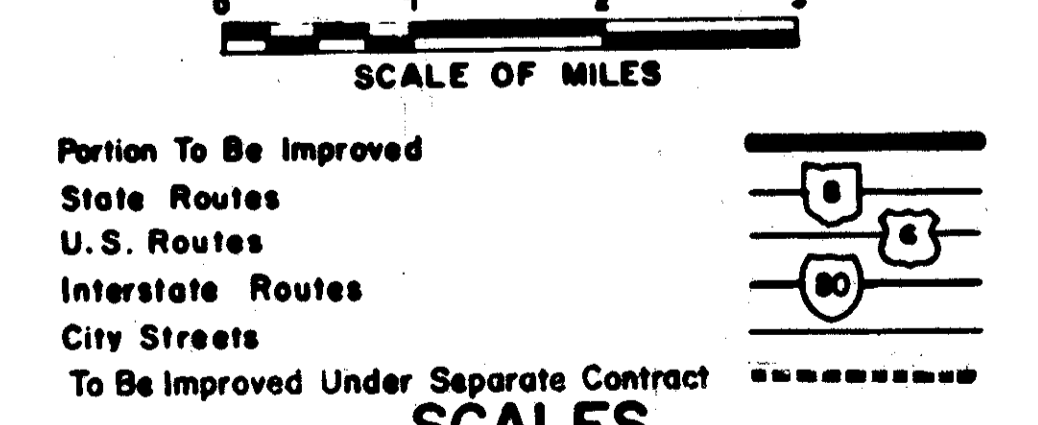 0 1 2 3
SCALE OF MILES
Portion To Be Improved
State Routes 8
U.S. Routes 6
Interstate Routes 80
City Streets
To Be Improved Under Separate Contract
SCALES